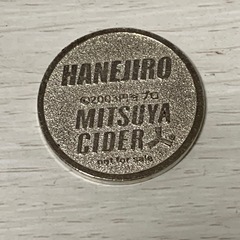 HANEJIRO
MITSUYA
CIDER
not for sale